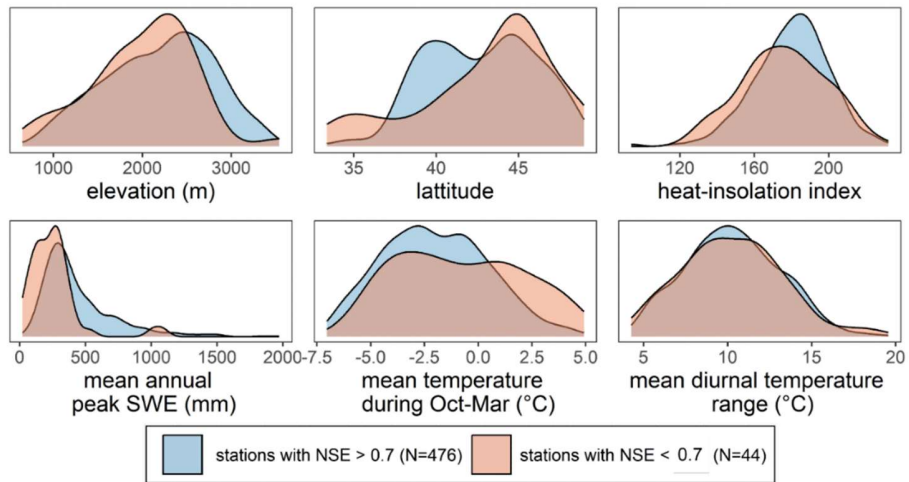 1000 2000 3000
elevation (m)
35 40 45
lattitude
120 160 200
heat-insolation index
0 500 1000 1500 2000
mean annual
peak SWE (mm)
-7.5 -5.0 -2.5 0.0 2.5 5.0
mean temperature
during Oct-Mar (°C)
5 10 15 20
mean diurnal temperature
range (°C)
stations with NSE > 0.7 (N=476)
stations with NSE < 0.7 (N=44)